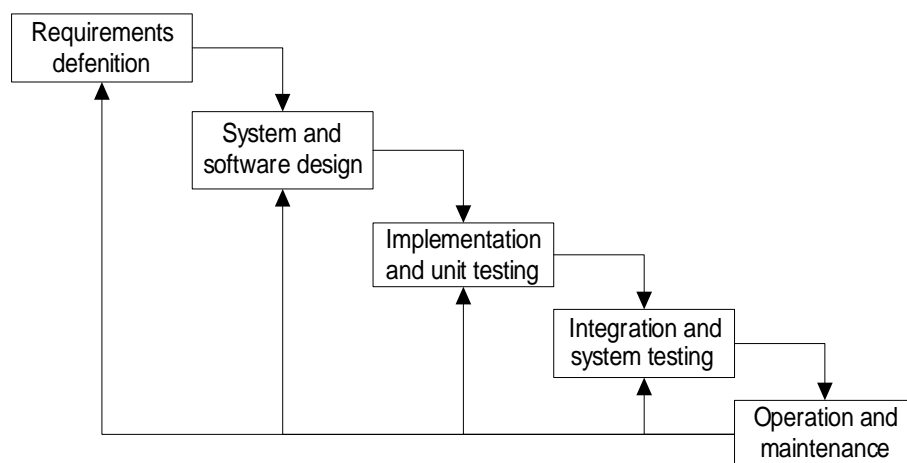 Requirements
defenition
System and
software design
Implementation
and unit testing
Integration and
system testing
Operation and
maintenance